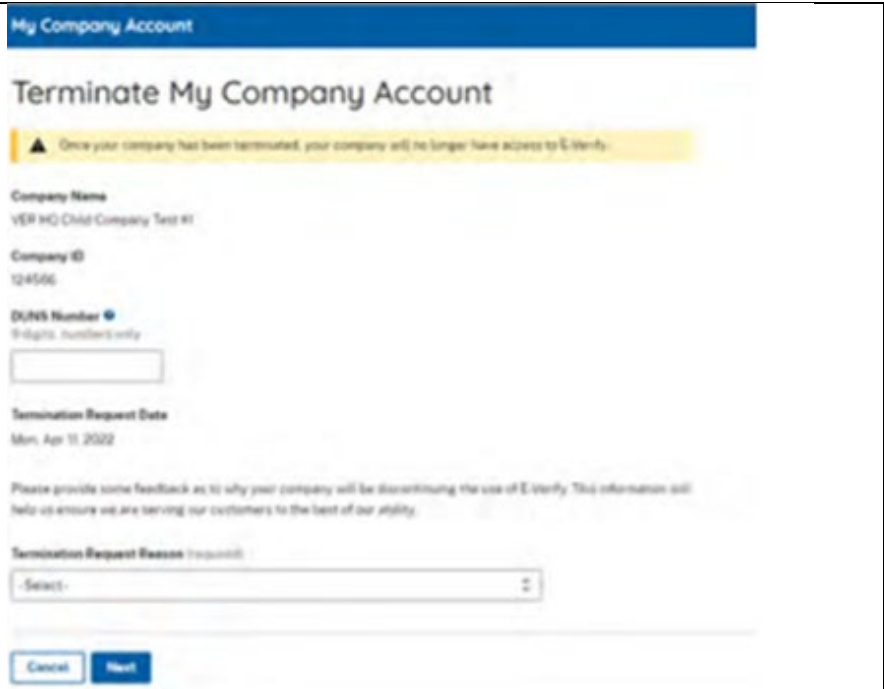 My Company Account
Terminate My Company Account
Once your company has been terminated, your company will no longer have access to E-Verify.
Company Name
VER HQ Child Company Test #1
Company ID
124566
DUNS Number
9 digits, numbers only
Termination Request Date
Mon, Apr 11, 2022
Please provide some feedback as to why your company will be discontinuing the use of E-Verify. This information will
help us ensure we are serving our customers to the best of our ability.
Termination Request Reason (required)
-Select-
Cancel Next